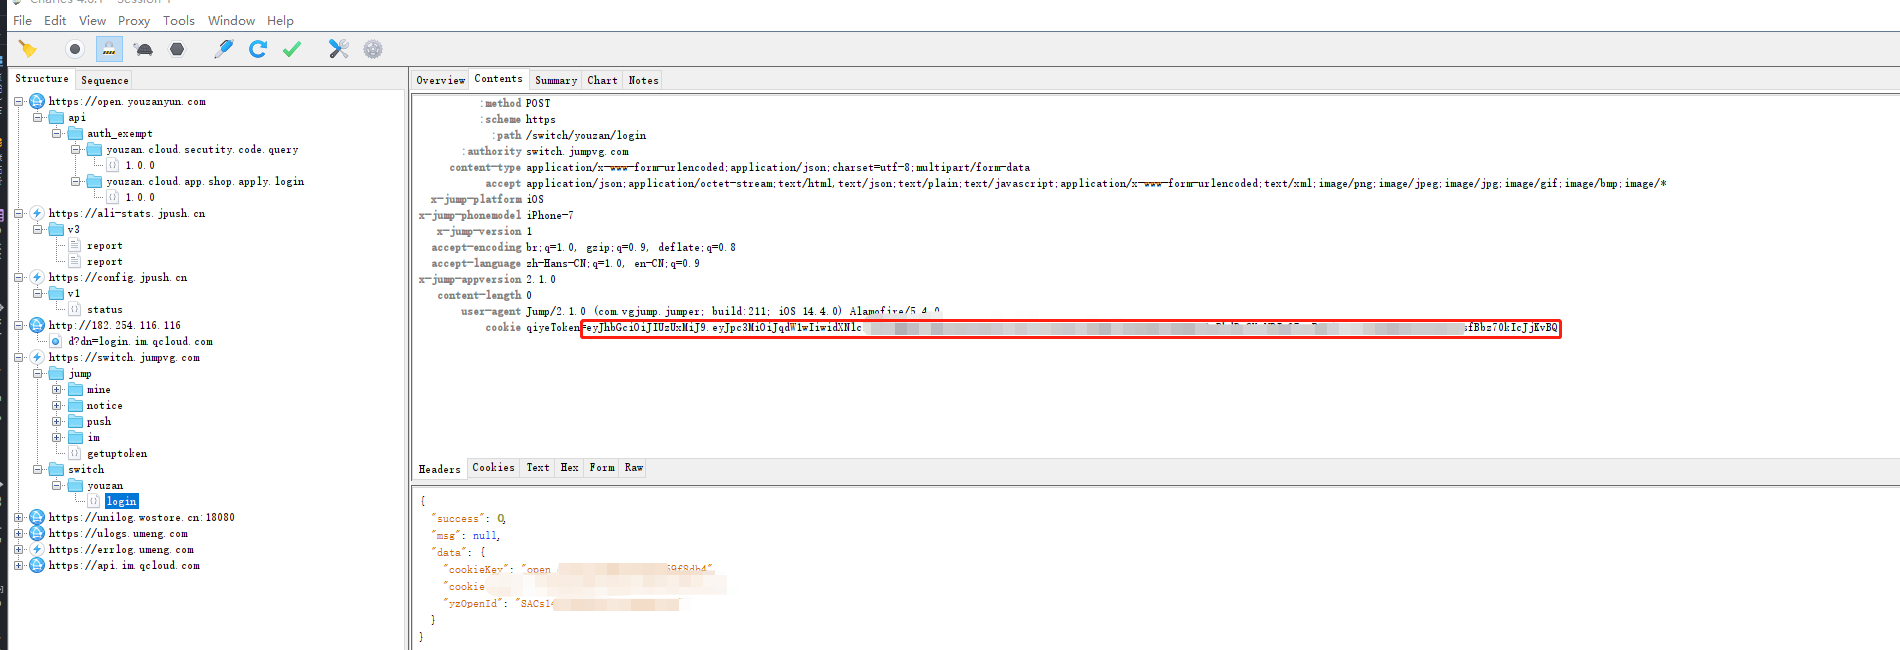 Charles 4.6.1 - Session 1
File Edit View Proxy Tools Window Help
Structure Sequence
https://open.youzanyun.com
api
auth_exempt
youzan.cloud.secutity.code.query
1.0.0
youzan.cloud.app.shop.apply.login
1.0.0
https://ali-stats.jpush.cn
v3
report
report
https://config.jpush.cn
v1
status
http://182.254.116.116
d?dn=login.im.qcloud.com
https://switch.jumpvg.com
jump
mine
notice
push
im
getuptoken
switch
youzan
login
https://unilog.wostore.cn:18080
https://ulogs.umeng.com
https://errlog.umeng.com
https://api.im.qcloud.com
Overview Contents Summary Chart Notes
:method POST
:scheme https
:path /switch/youzan/login
:authority switch.jumpvg.com
content-type application/x-www-form-urlencoded;application/json;charset=utf-8;multipart/form-data
accept application/json;application/octet-stream;text/html,text/json;text/plain;text/javascript;application/x-www-form-urlencoded;text/xml;image/png;image/jpeg;image/jpg;image/gif;image/bmp;image/*
x-jump-platform iOS
x-jump-phonemodel iPhone-7
x-jump-version 1
accept-encoding br;q=1.0, gzip;q=0.9, deflate;q=0.8
accept-language zh-Hans-CN;q=1.0, en-CN;q=0.9
x-jump-appversion 2.1.0
content-length 0
user-agent Jump/2.1.0 (com.vgjump.jumper; build:211; iOS 14.4.0) Alamofire/5.4.0
cookie qiyeToken=eyJhbGciOiJIUzUxMiJ9.eyJpc3MiOiJqdW1wIiwidXNlc sfBbz70kIcJjKvBQ
Headers Cookies Text Hex Form Raw
{
"success": 0,
"msg": null,
"data": {
"cookieKey": "open_ 59f8db4",
"cookie
"yzOpenId": "SACs14
}
}